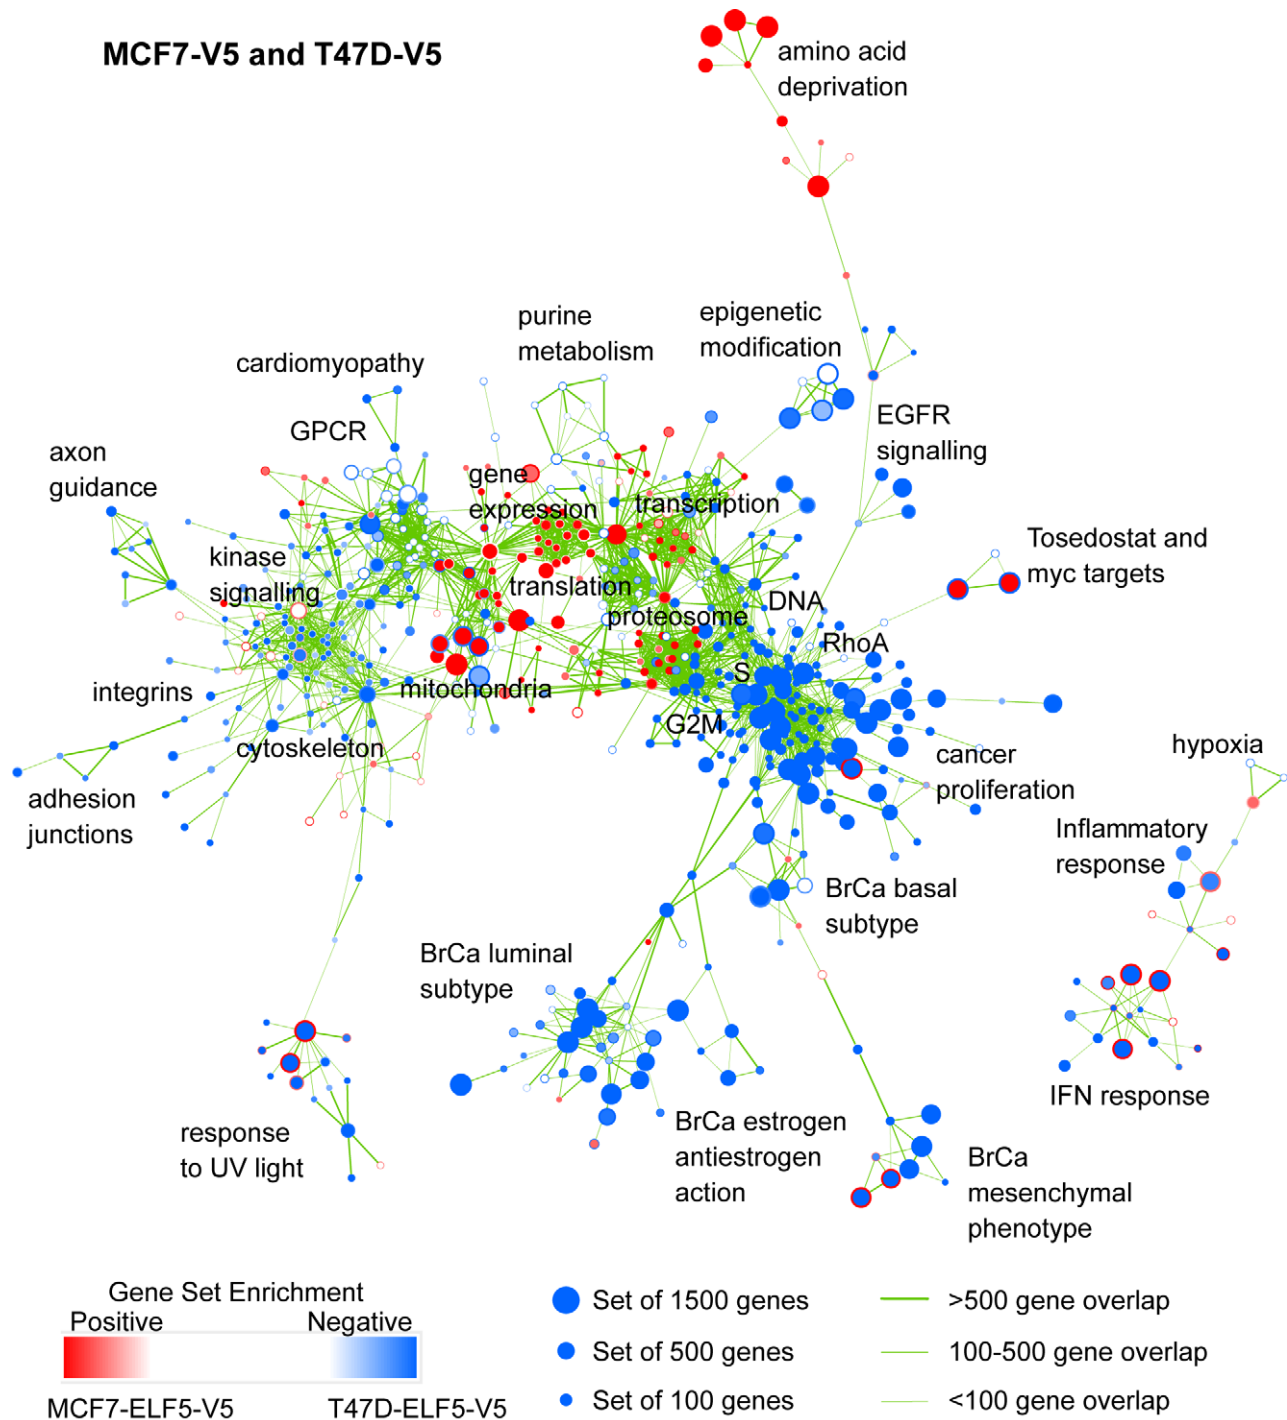 MCF7-V5 and T47D-V5
amino acid
deprivation
purine
metabolism
epigenetic
modification
cardiomyopathy
GPCR
EGFR
signalling
axon
guidance
gene
expression
transcription
Tosedostat and
myc targets
kinase
signalling
translation
proteosome
DNA
RhoA
integrins
mitochondria
S
G2M
cytoskeleton
cancer
proliferation
hypoxia
adhesion
junctions
Inflammatory
response
BrCa basal
subtype
BrCa luminal
subtype
IFN response
response
to UV light
BrCa estrogen
antiestrogen
action
BrCa
mesenchymal
phenotype
Gene Set Enrichment
Positive
Negative
MCF7-ELF5-V5
T47D-ELF5-V5
Set of 1500 genes
Set of 500 genes
Set of 100 genes
>500 gene overlap
100-500 gene overlap
<100 gene overlap